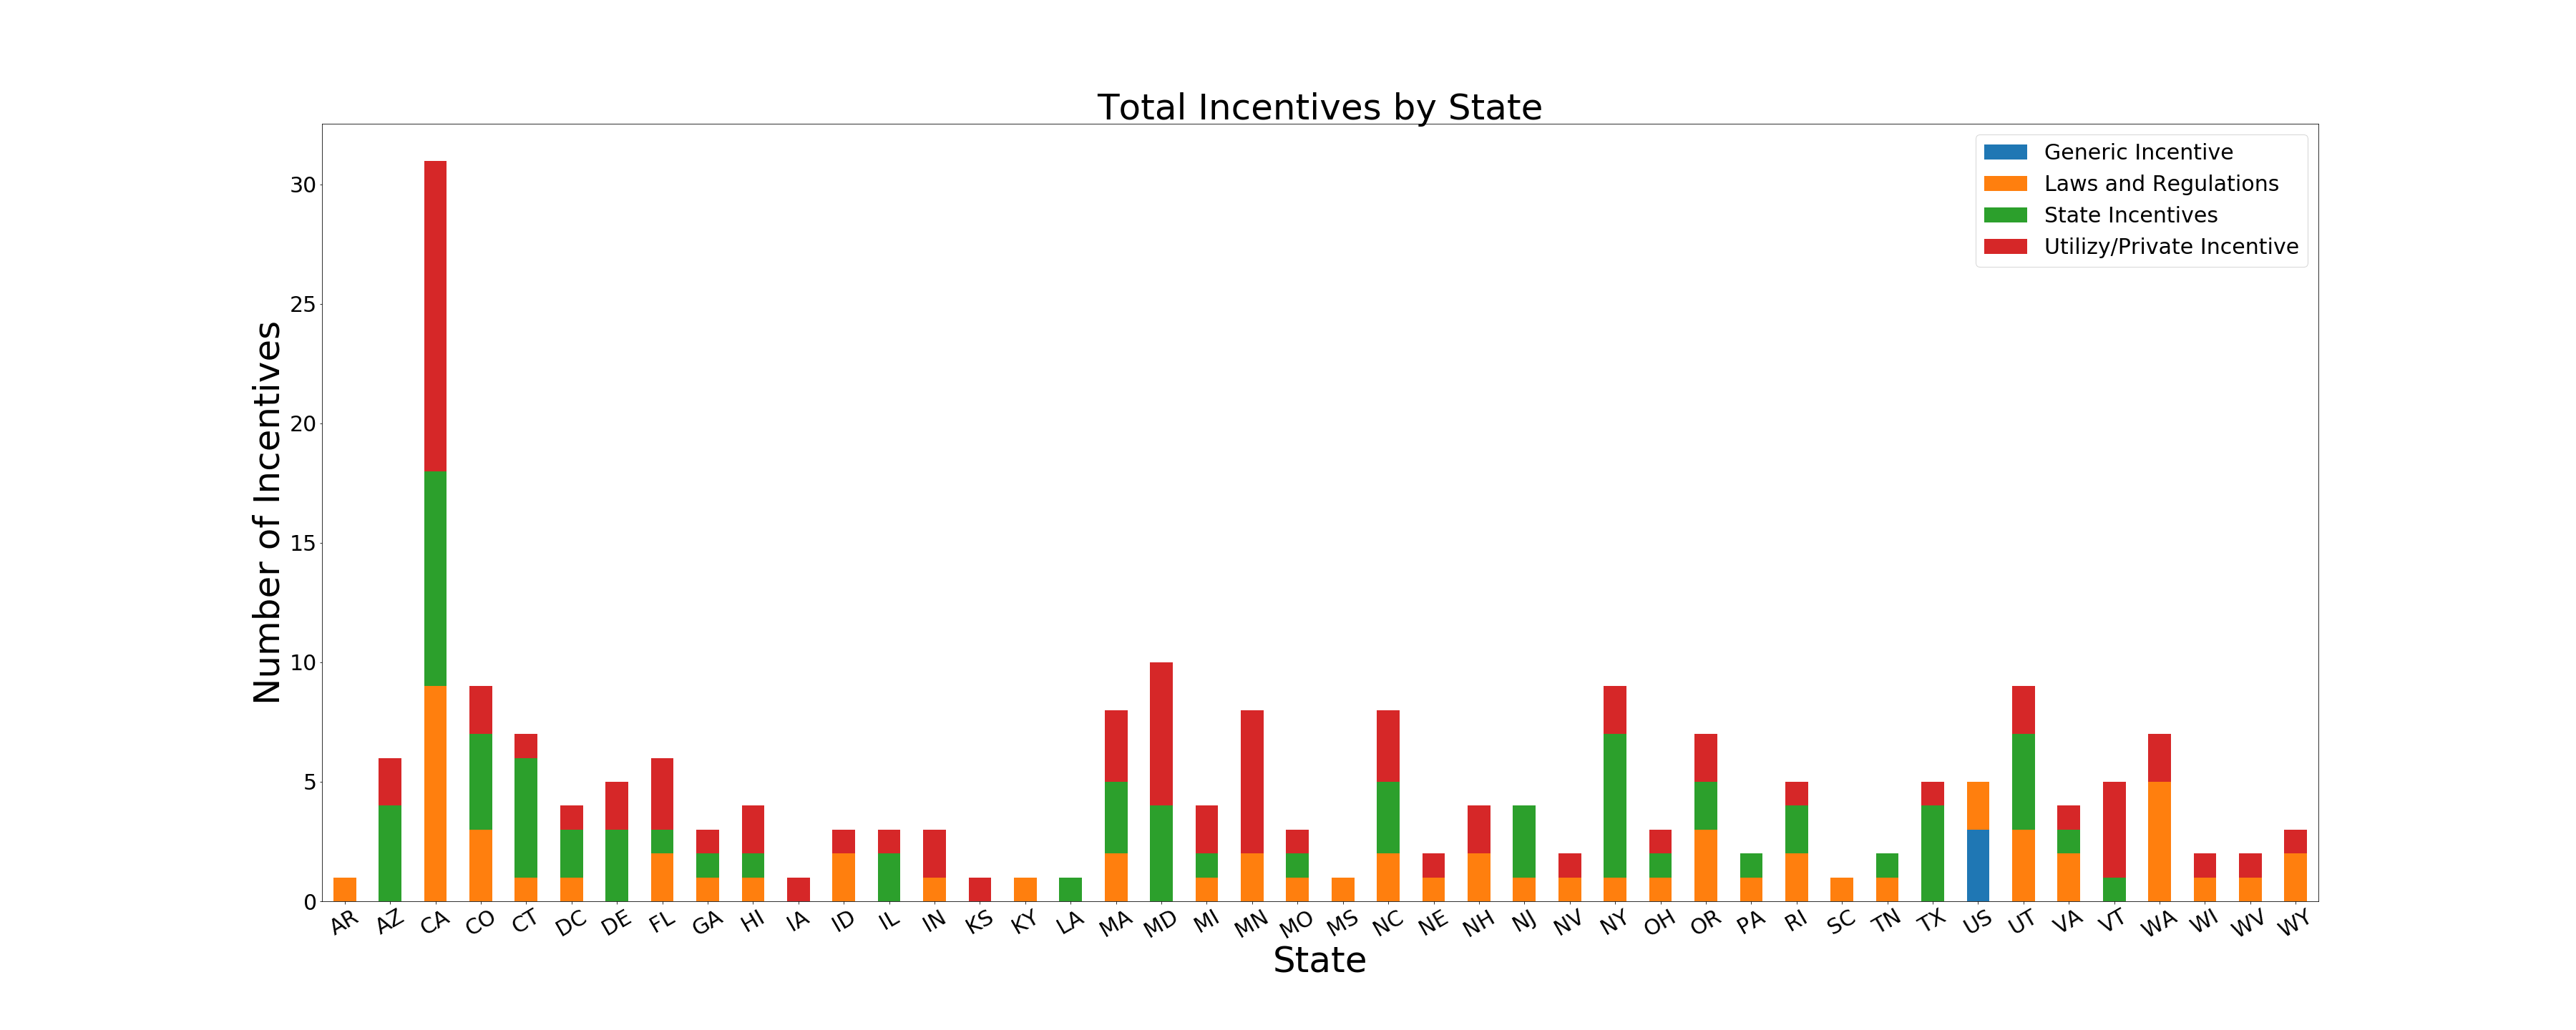 Total Incentives by State
Generic Incentive
Laws and Regulations
State Incentives
Utilizy/Private Incentive
Number of Incentives
30
25
20
15
10
5
0
AR AZ CA CO CT DC DE FL GA HI IA ID IL IN KS KY LA MA MD MI MN MO MS NC NE NH NJ NV NY OH OR PA RI SC TN TX US UT VA VT WA WI WV WY
State